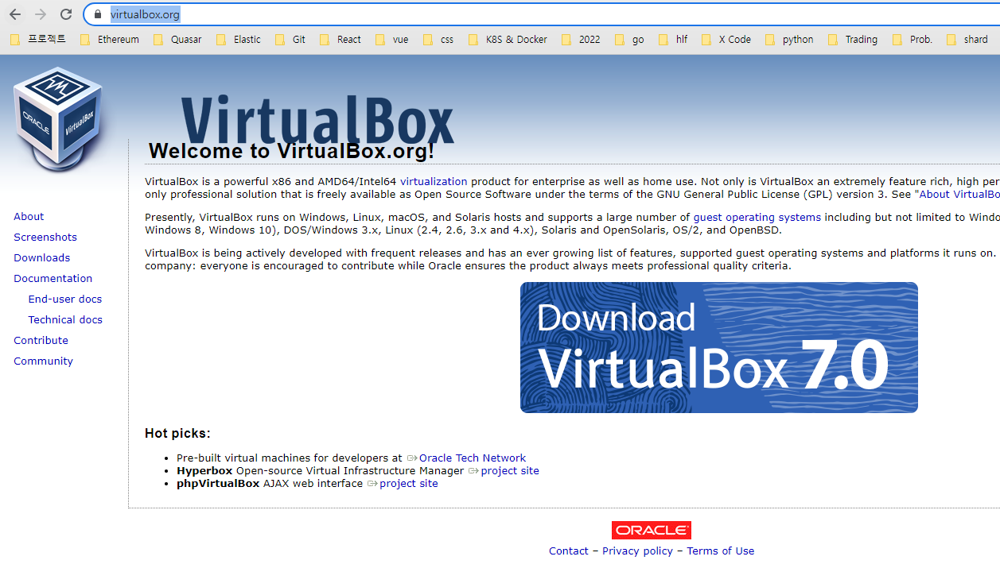 virtualbox.org
프로젝트 Ethereum Quasar Elastic Git React vue css K8S & Docker 2022 go hlf X Code python Trading Prob. shard
ORACLE VirtualBox
VirtualBox
Welcome to VirtualBox.org!
VirtualBox is a powerful x86 and AMD64/Intel64 virtualization product for enterprise as well as home use. Not only is VirtualBox an extremely feature rich, high per
only professional solution that is freely available as Open Source Software under the terms of the GNU General Public License (GPL) version 3. See "About VirtualBo
Presently, VirtualBox runs on Windows, Linux, macOS, and Solaris hosts and supports a large number of guest operating systems including but not limited to Windo
Windows 8, Windows 10), DOS/Windows 3.x, Linux (2.4, 2.6, 3.x and 4.x), Solaris and OpenSolaris, OS/2, and OpenBSD.
VirtualBox is being actively developed with frequent releases and has an ever growing list of features, supported guest operating systems and platforms it runs on.
company: everyone is encouraged to contribute while Oracle ensures the product always meets professional quality criteria.
About
Screenshots
Downloads
Documentation
End-user docs
Technical docs
Contribute
Community
Download
VirtualBox 7.0
Hot picks:
• Pre-built virtual machines for developers at Oracle Tech Network
• Hyperbox Open-source Virtual Infrastructure Manager project site
• phpVirtualBox AJAX web interface project site
ORACLE
Contact – Privacy policy – Terms of Use